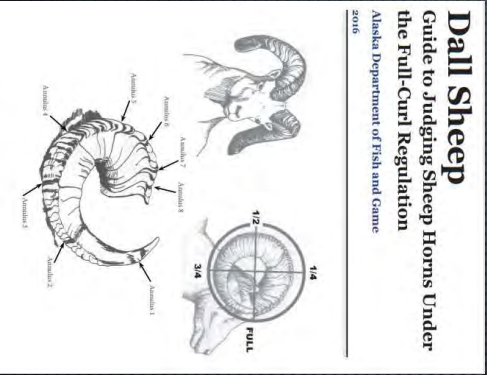 Dall Sheep
Guide to Judging Sheep Horns Under
the Full-Curl Regulation
Alaska Department of Fish and Game
2016
1/4
1/2
FULL
3/4
Annulus 6
Annulus 7
Annulus 8
Annulus 5
Annulus 1
Annulus 4
Annulus 3
Annulus 2